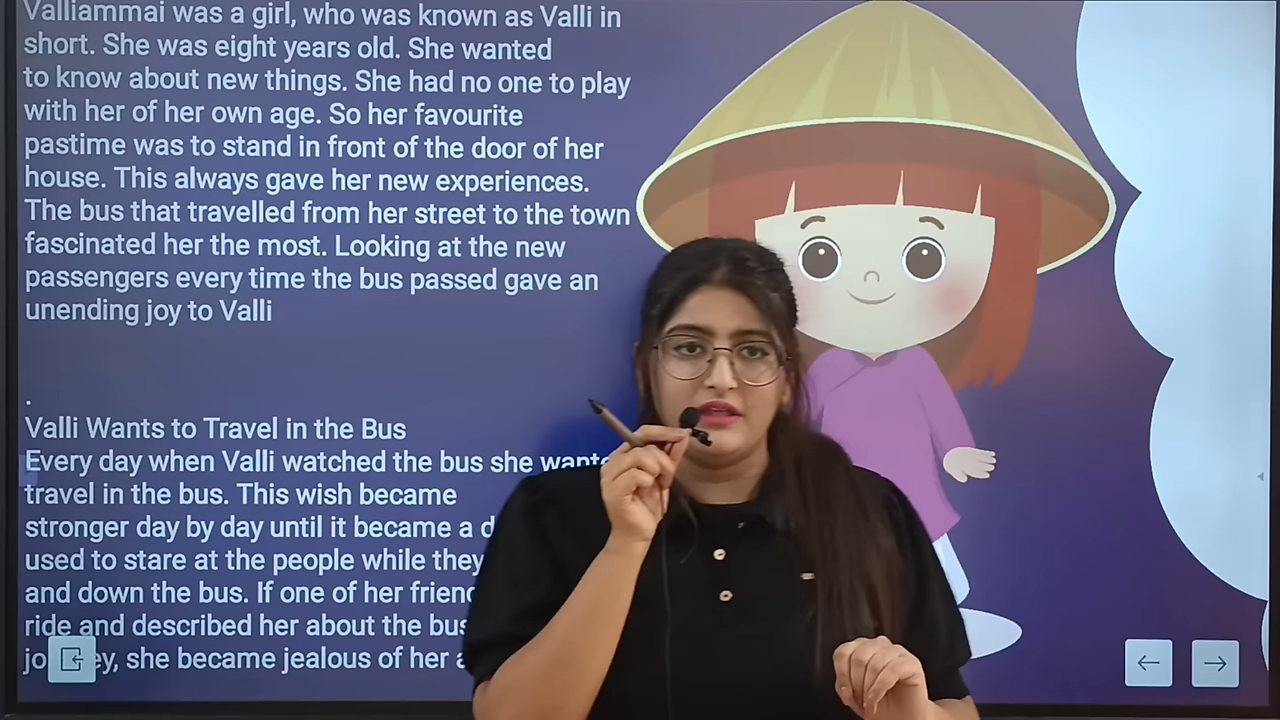 Valliammai was a girl, who was known as Valli in
short. She was eight years old. She wanted
to know about new things. She had no one to play
with her of her own age. So her favourite
pastime was to stand in front of the door of her
house. This always gave her new experiences.
The bus that travelled from her street to the town
fascinated her the most. Looking at the new
passengers every time the bus passed gave an
unending joy to Valli
.
Valli Wants to Travel in the Bus
Every day when Valli watched the bus she
travel in the bus. This wish became
stronger day by day until it became a
used to stare at the people while they
and down the bus. If one of her
ride and described her about the bus
she became jealous of her